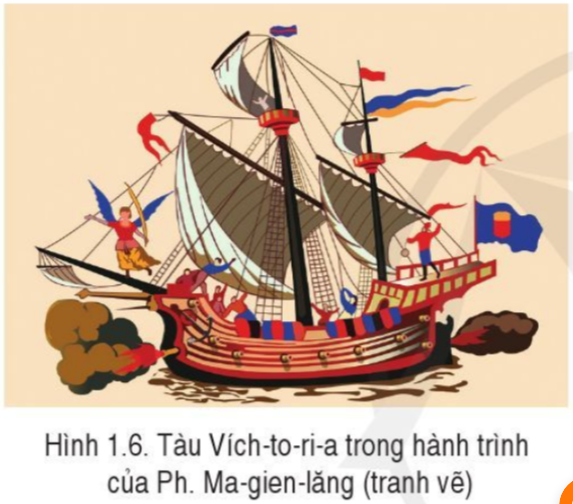 Hình 1.6. Tàu Vích-to-ri-a trong hành trình
của Ph. Ma-gien-lăng (tranh vẽ)